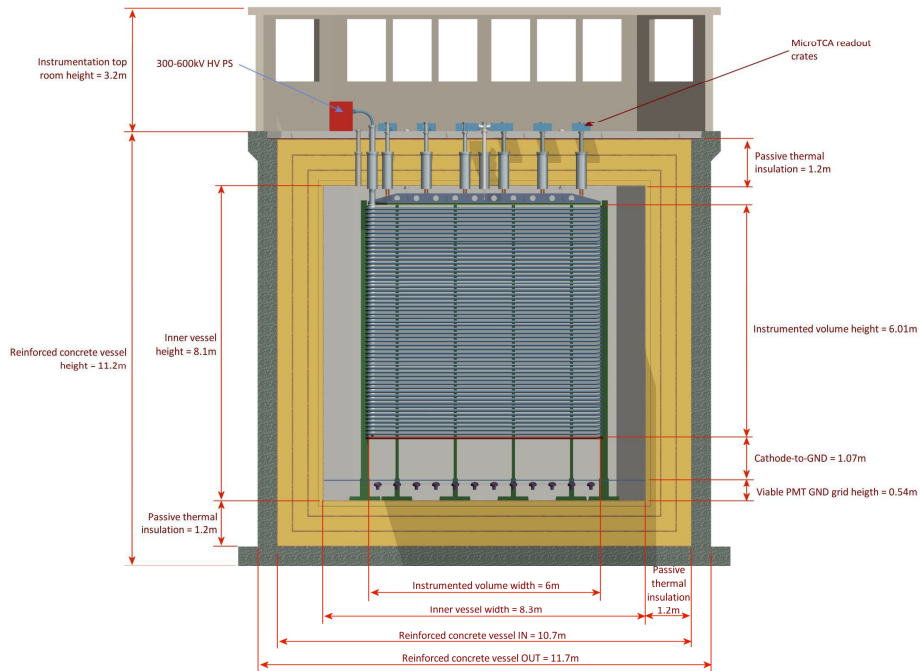 Instrumentation top
room height = 3.2m
300-600kV HV PS
MicroTCA readout
crates
Passive thermal
insulation = 1.2m
Inner vessel
height = 8.1m
Instrumented volume height = 6.01m
Reinforced concrete vessel
height = 11.2m
Cathode-to-GND = 1.07m
Viable PMT GND grid heigth = 0.54m
Passive thermal
insulation = 1.2m
Instrumented volume width = 6m
Passive
thermal
insulation
1.2m
Inner vessel width = 8.3m
Reinforced concrete vessel IN = 10.7m
Reinforced concrete vessel OUT = 11.7m